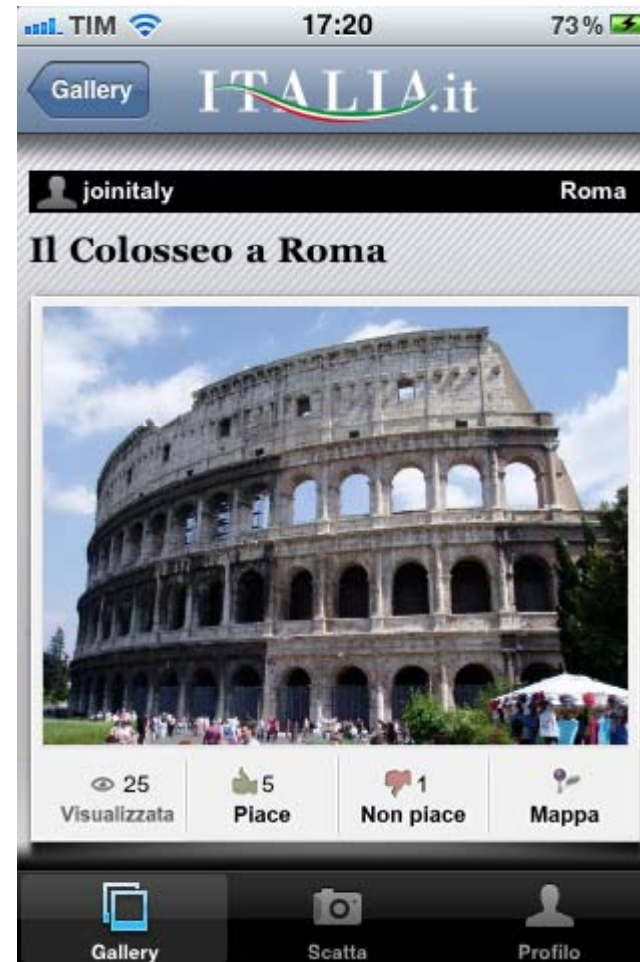 TIM 17:20 73%
Gallery ITALIA.it
joinitaly Roma
Il Colosseo a Roma
25 5 1
Visualizzata Piace Non piace Mappa
Gallery Scatta Profilo